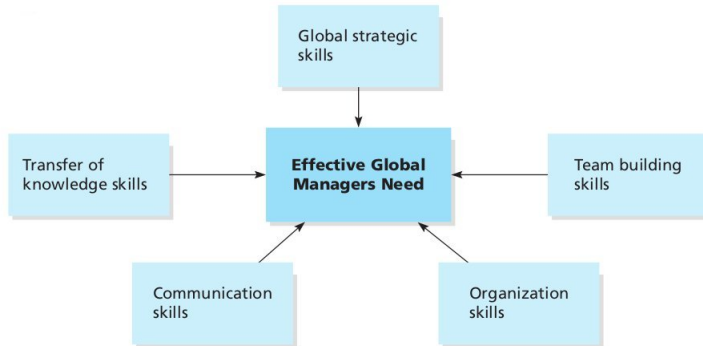 Global strategic
skills
Transfer of
knowledge skills
Effective Global
Managers Need
Team building
skills
Communication
skills
Organization
skills